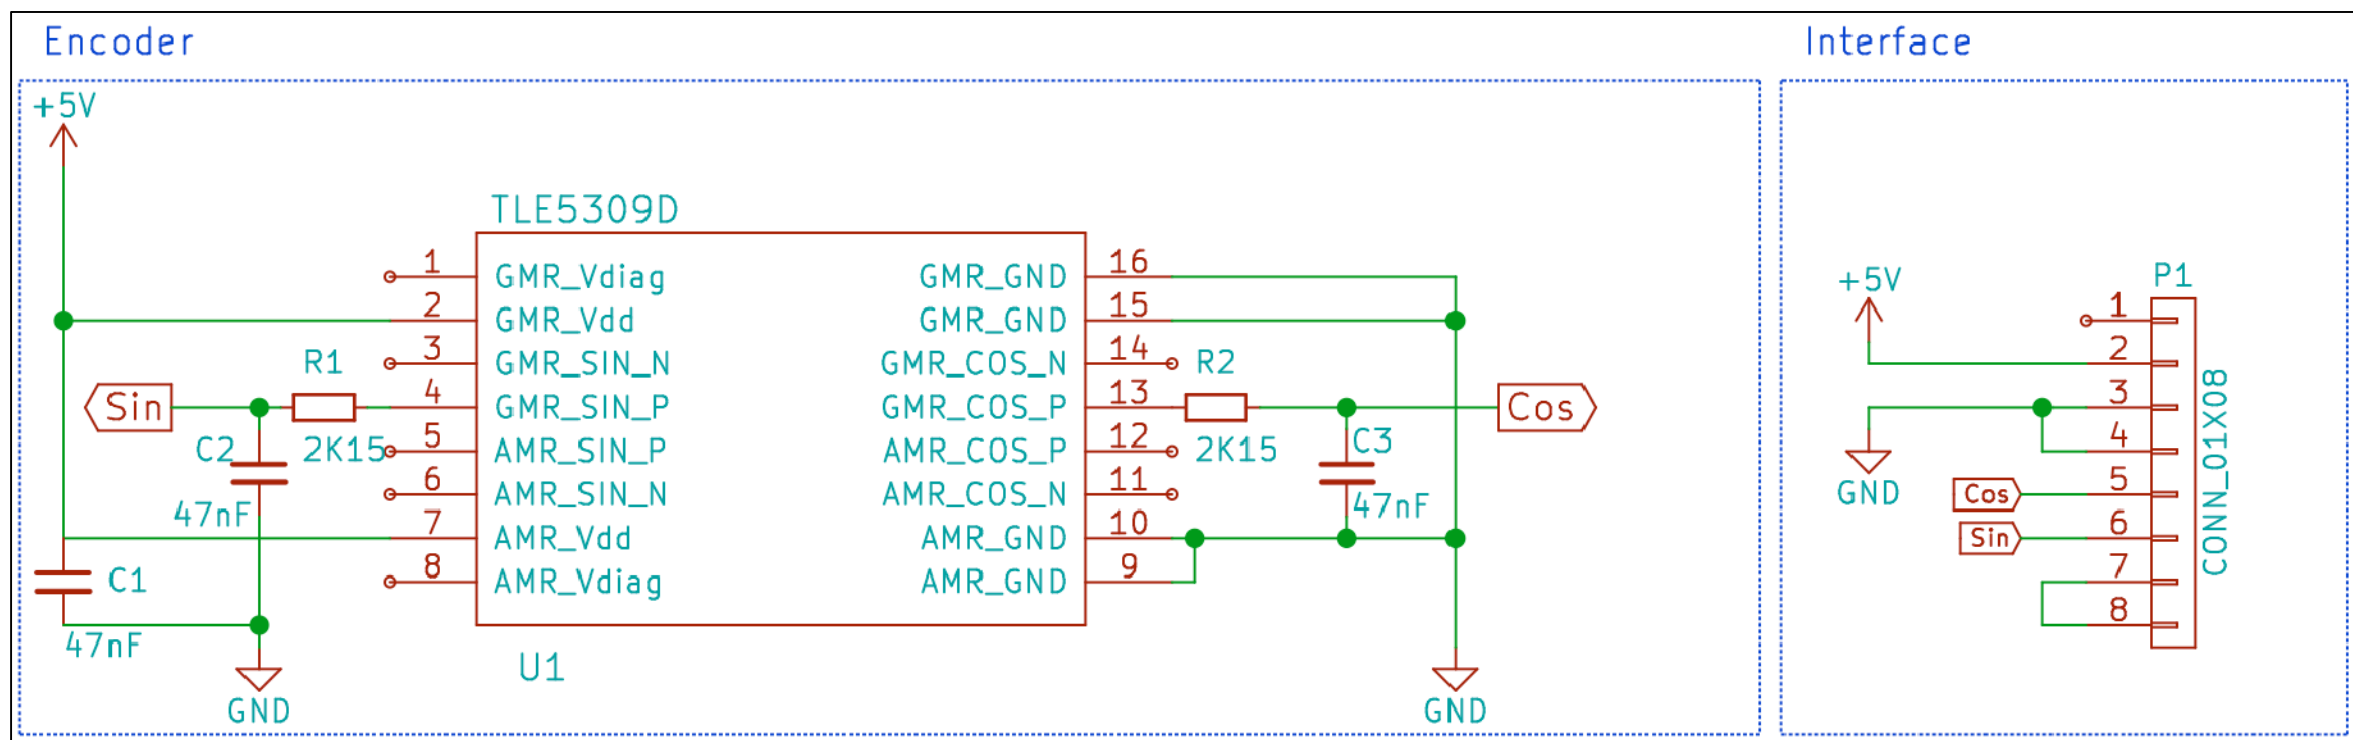 Encoder
Interface
+5V
TLE5309D
1 GMR_Vdiag GMR_GND 16
2 GMR_Vdd GMR_GND 15
3 GMR_SIN_N GMR_COS_N 14
4 GMR_SIN_P GMR_COS_P 13
5 AMR_SIN_P AMR_COS_P 12
6 AMR_SIN_N AMR_COS_N 11
7 AMR_Vdd AMR_GND 10
8 AMR_Vdiag AMR_GND 9
U1
Sin
R1
2K15
C2
47nF
C1
47nF
GND
R2
2K15
C3
47nF
Cos
GND
+5V
GND
P1
1
2
3
4
Cos 5
Sin 6
7
8
CONN_01X08